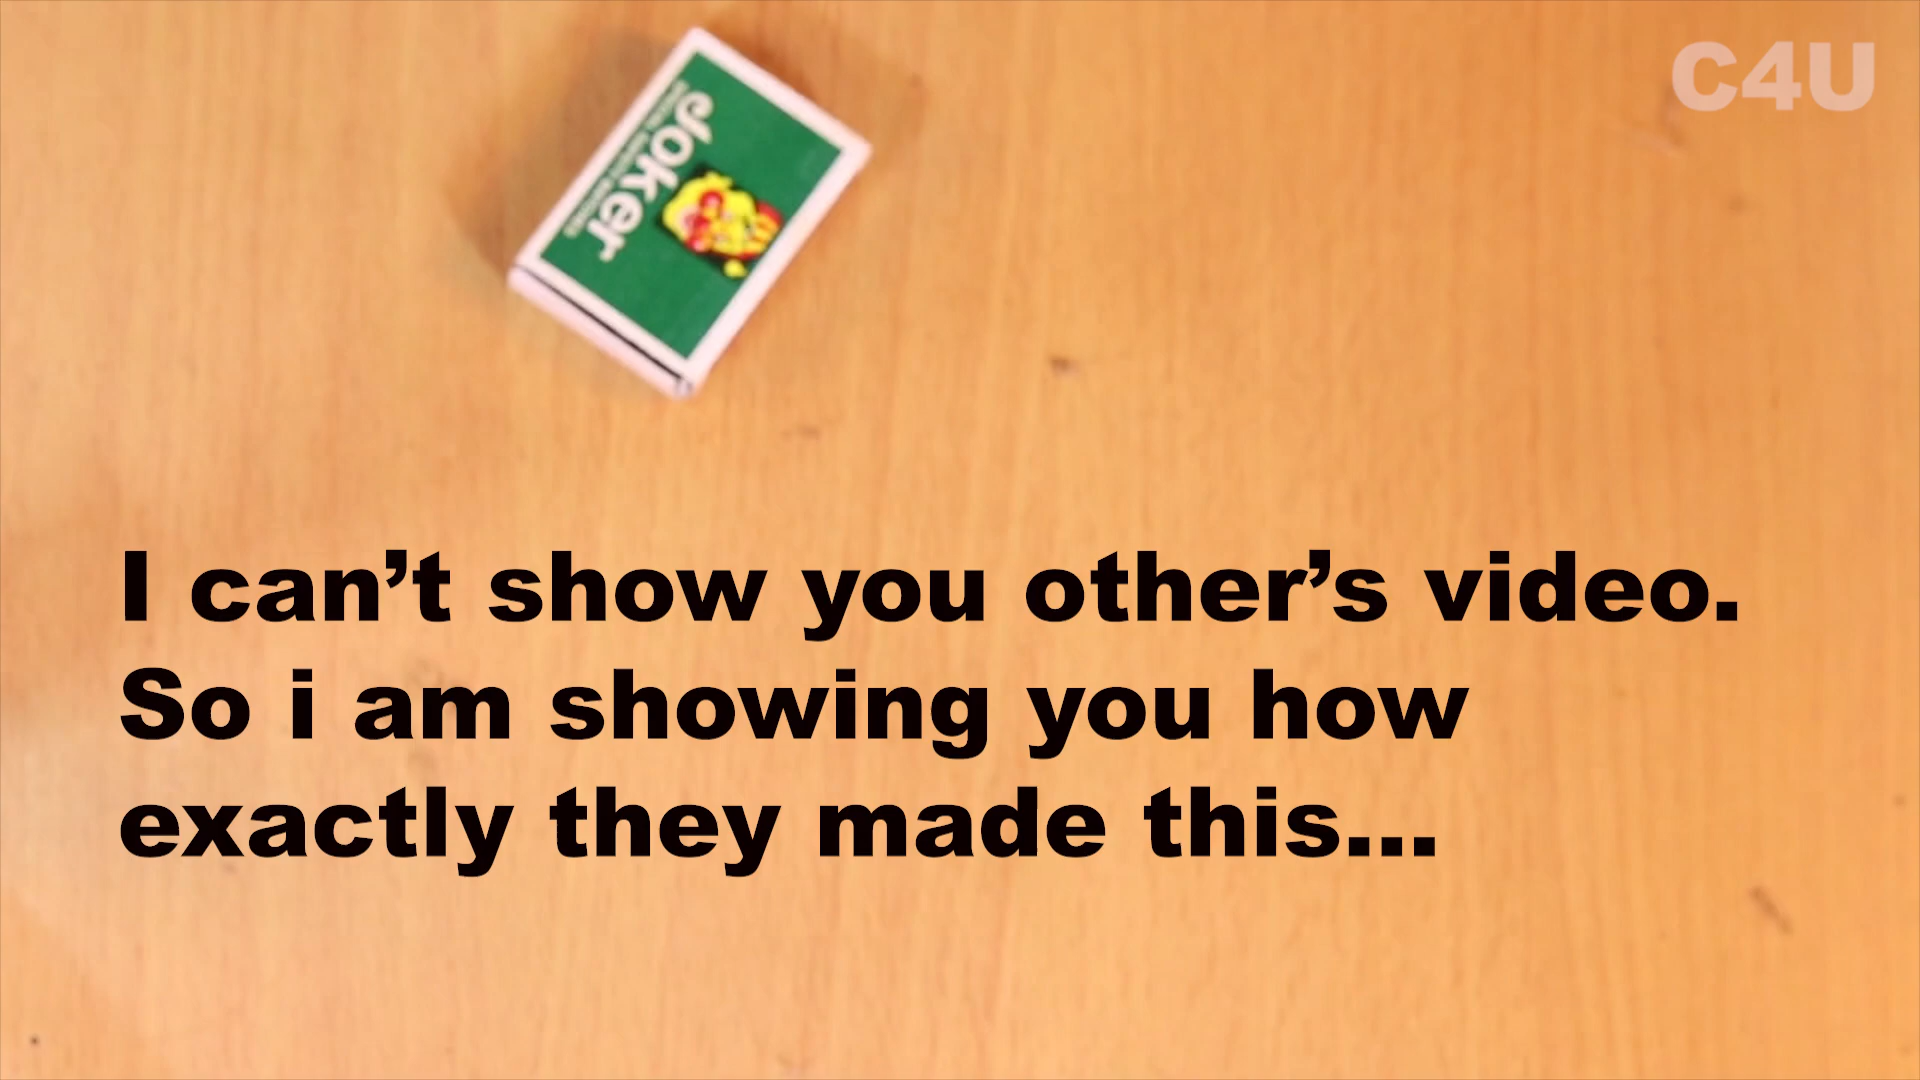 C4U
Joker
I can’t show you other’s video.
So i am showing you how
exactly they made this...